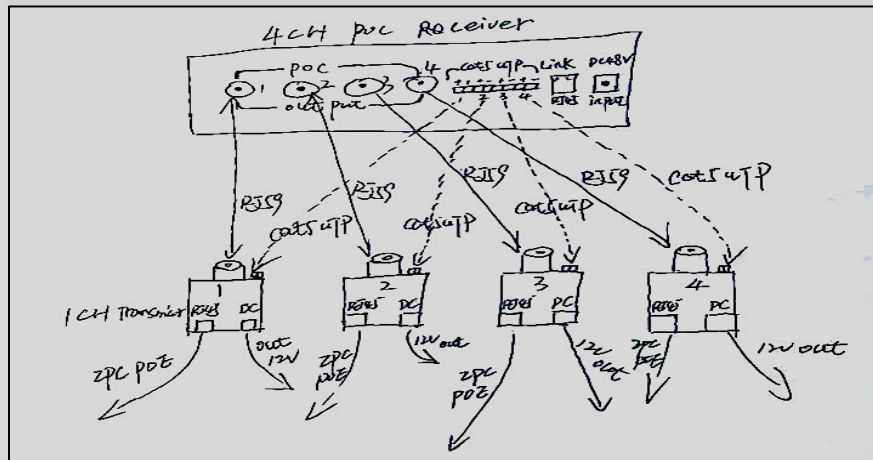 4CH POC Receiver
POC 4 cat5 UTP Link DC48V
1 2 3
+-+-+-+-
1 2 3 4
out put RJ45 input
RJ59 RJ59 RJ59 RJ59 cat5 UTP
cat5 UTP cat5 UTP cat5 UTP
1 2 3 4
1CH Transmiter RJ45 DC RJ45 DC RJ45 DC RJ45 DC
2PC POE out 12V 2PC POE 12V out 2PC POE 12V out 2PC POE 12V out